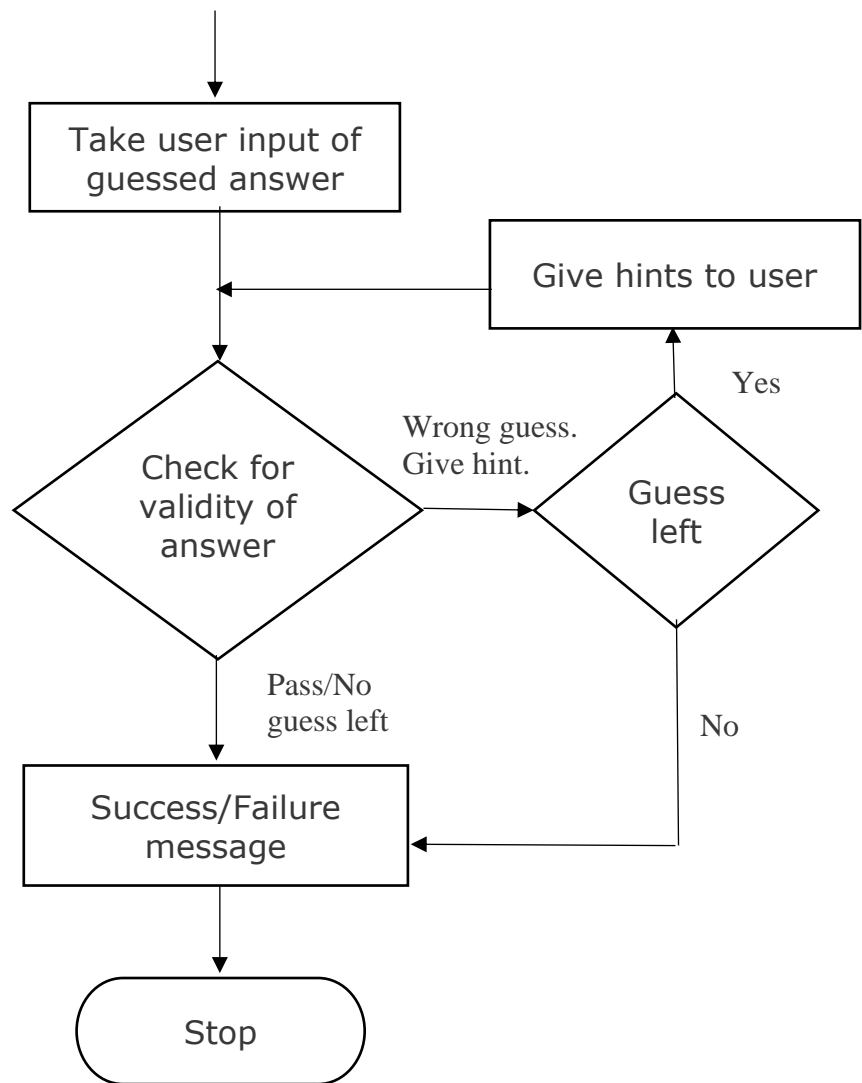 Take user input of
guessed answer
Give hints to user
Yes
Wrong guess.
Give hint.
Check for
validity of
answer
Guess
left
Pass/No
guess left
No
Success/Failure
message
Stop